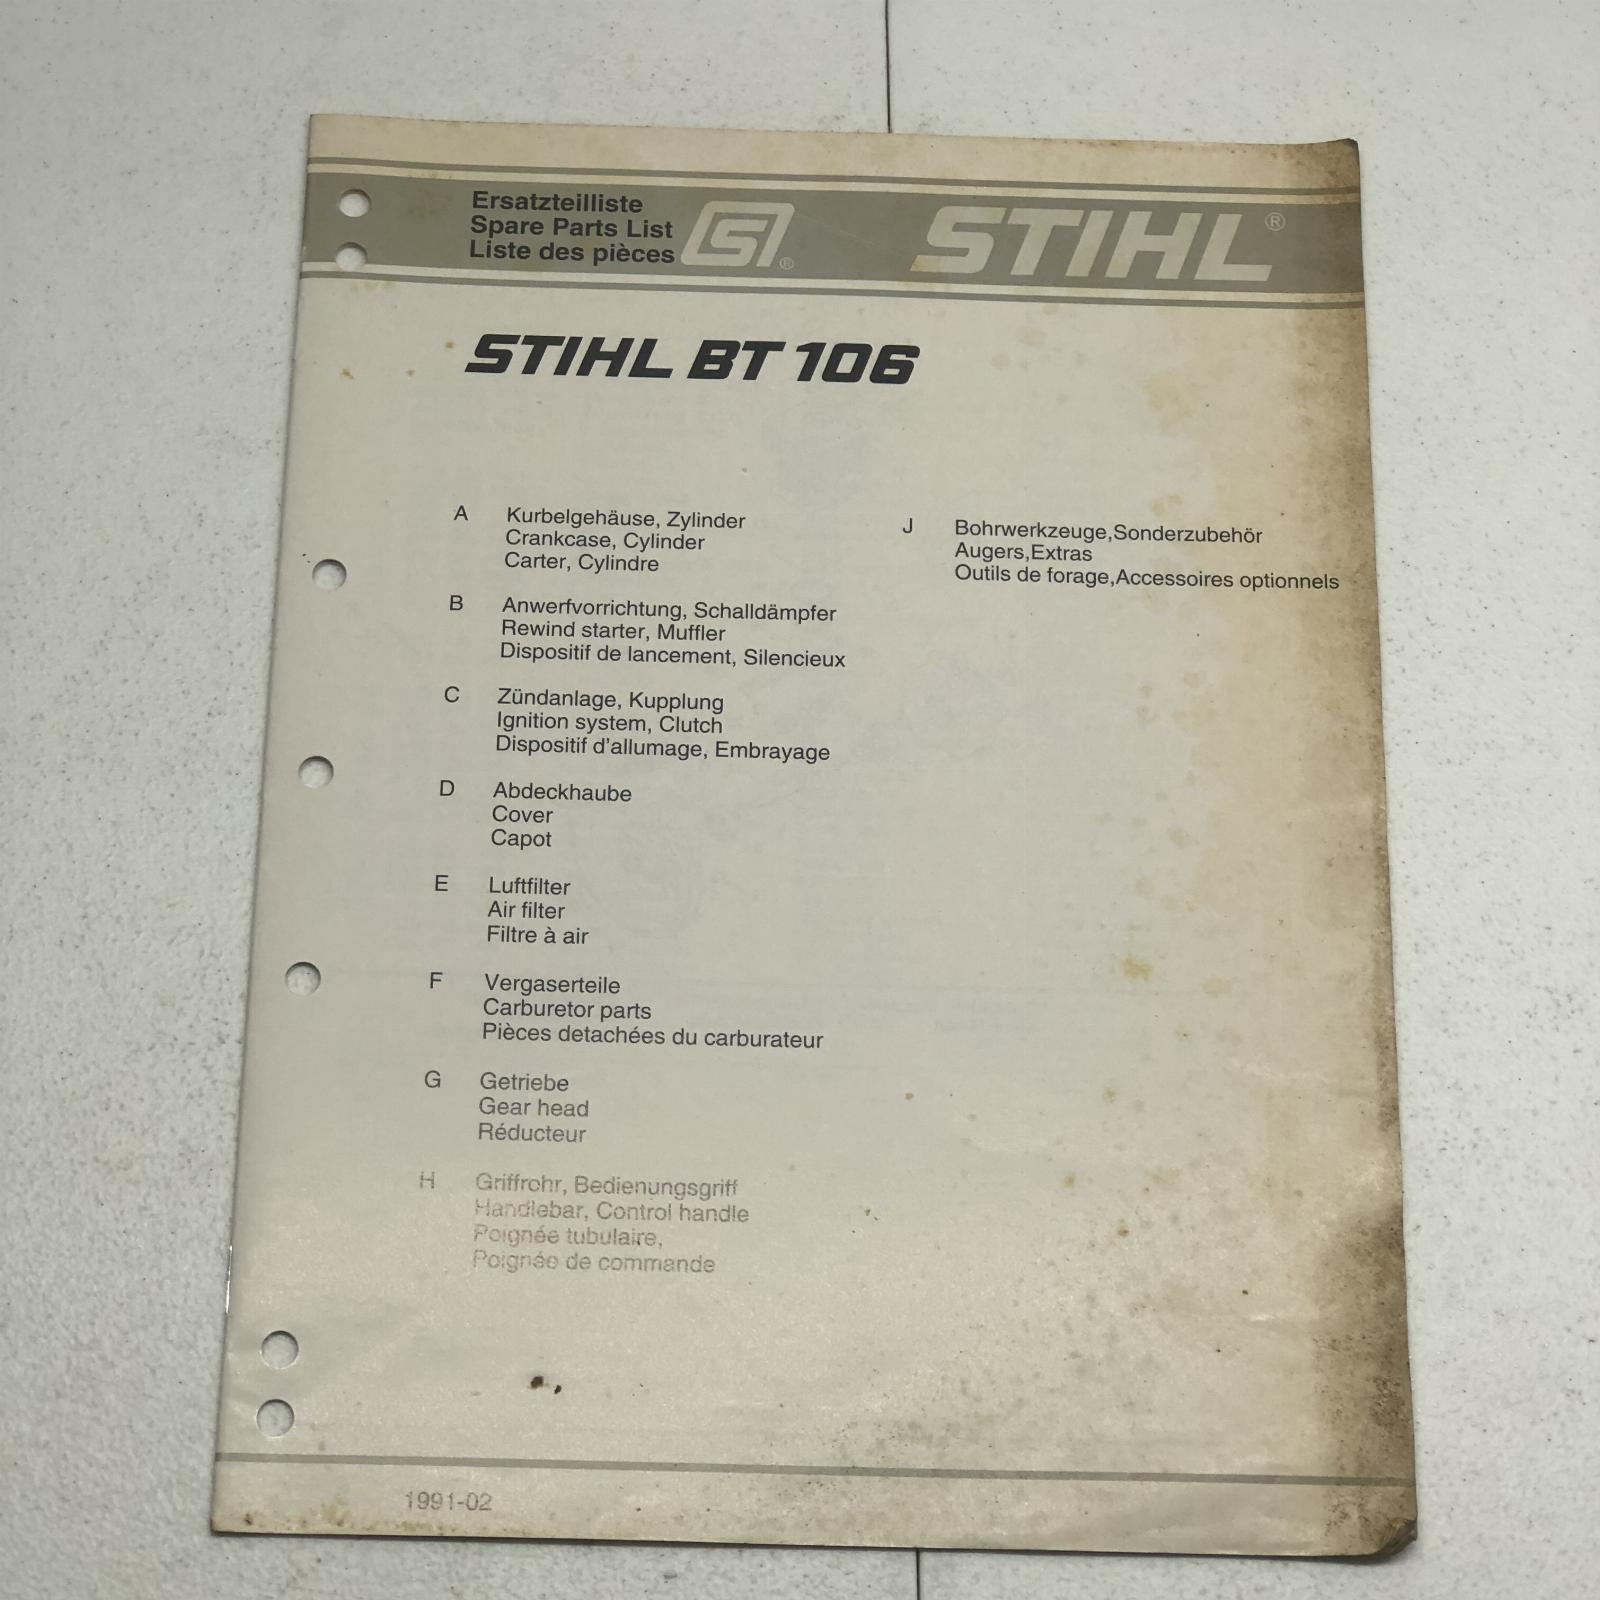 Ersatzteilliste
Spare Parts List
Liste des pièces
®
STIHL®
STIHL BT 106
A Kurbelgehäuse, Zylinder
Crankcase, Cylinder
Carter, Cylindre
B Anwerfvorrichtung, Schalldämpfer
Rewind starter, Muffler
Dispositif de lancement, Silencieux
C Zündanlage, Kupplung
Ignition system, Clutch
Dispositif d'allumage, Embrayage
D Abdeckhaube
Cover
Capot
E Luftfilter
Air filter
Filtre à air
F Vergaserteile
Carburetor parts
Pièces detachées du carburateur
G Getriebe
Gear head
Réducteur
H Griffrohr, Bedienungsgriff
Handlebar, Control handle
Poignée tubulaire,
Poignée de commande
J Bohrwerkzeuge,Sonderzubehör
Augers,Extras
Outils de forage,Accessoires optionnels
1991-02